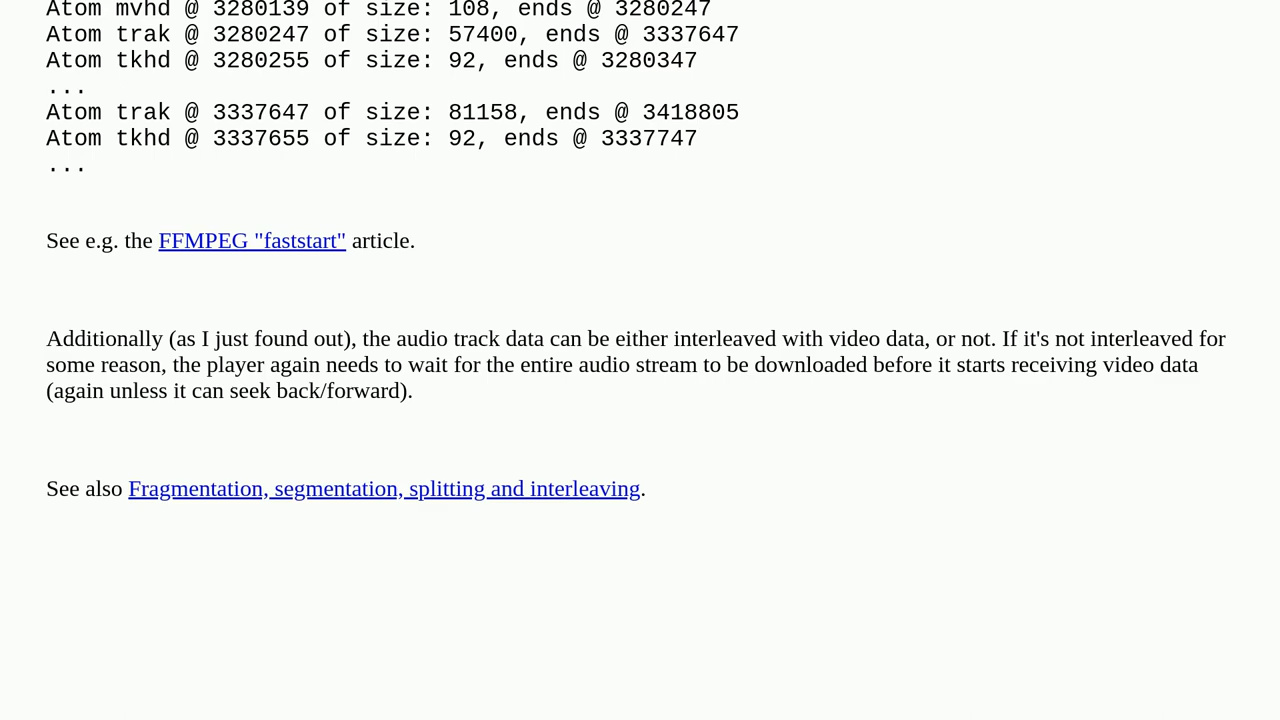 Atom mvhd @ 3280139 of size: 108, ends @ 3280247
Atom trak @ 3280247 of size: 57400, ends @ 3337647
Atom tkhd @ 3280255 of size: 92, ends @ 3280347
...
Atom trak @ 3337647 of size: 81158, ends @ 3418805
Atom tkhd @ 3337655 of size: 92, ends @ 3337747
...
See e.g. the FFMPEG "faststart" article.
Additionally (as I just found out), the audio track data can be either interleaved with video data, or not. If it's not interleaved for
some reason, the player again needs to wait for the entire audio stream to be downloaded before it starts receiving video data
(again unless it can seek back/forward).
See also Fragmentation, segmentation, splitting and interleaving.